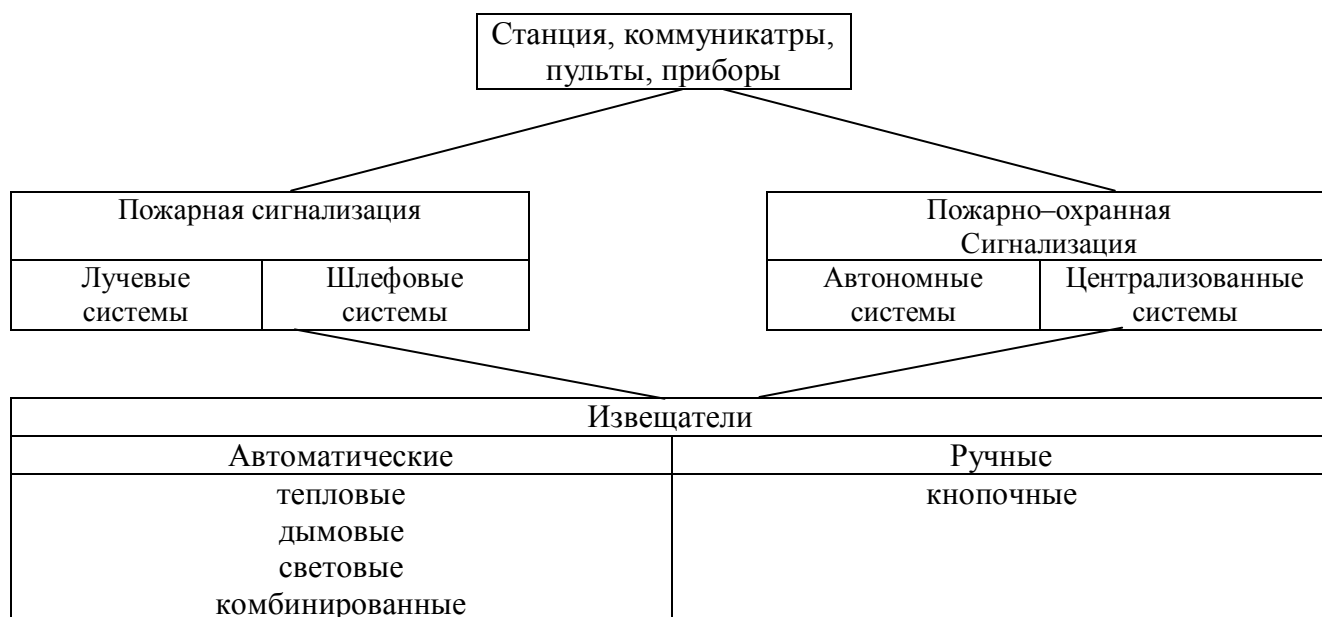 Станция, коммуникатры,
пульты, приборы
Пожарная сигнализация
Пожарно–охранная
Сигнализация
Лучевые
системы
Шлефовые
системы
Автономные
системы
Централизованные
системы
Извещатели
Автоматические
Ручные
тепловые
кнопочные
дымовые
световые
комбинированные